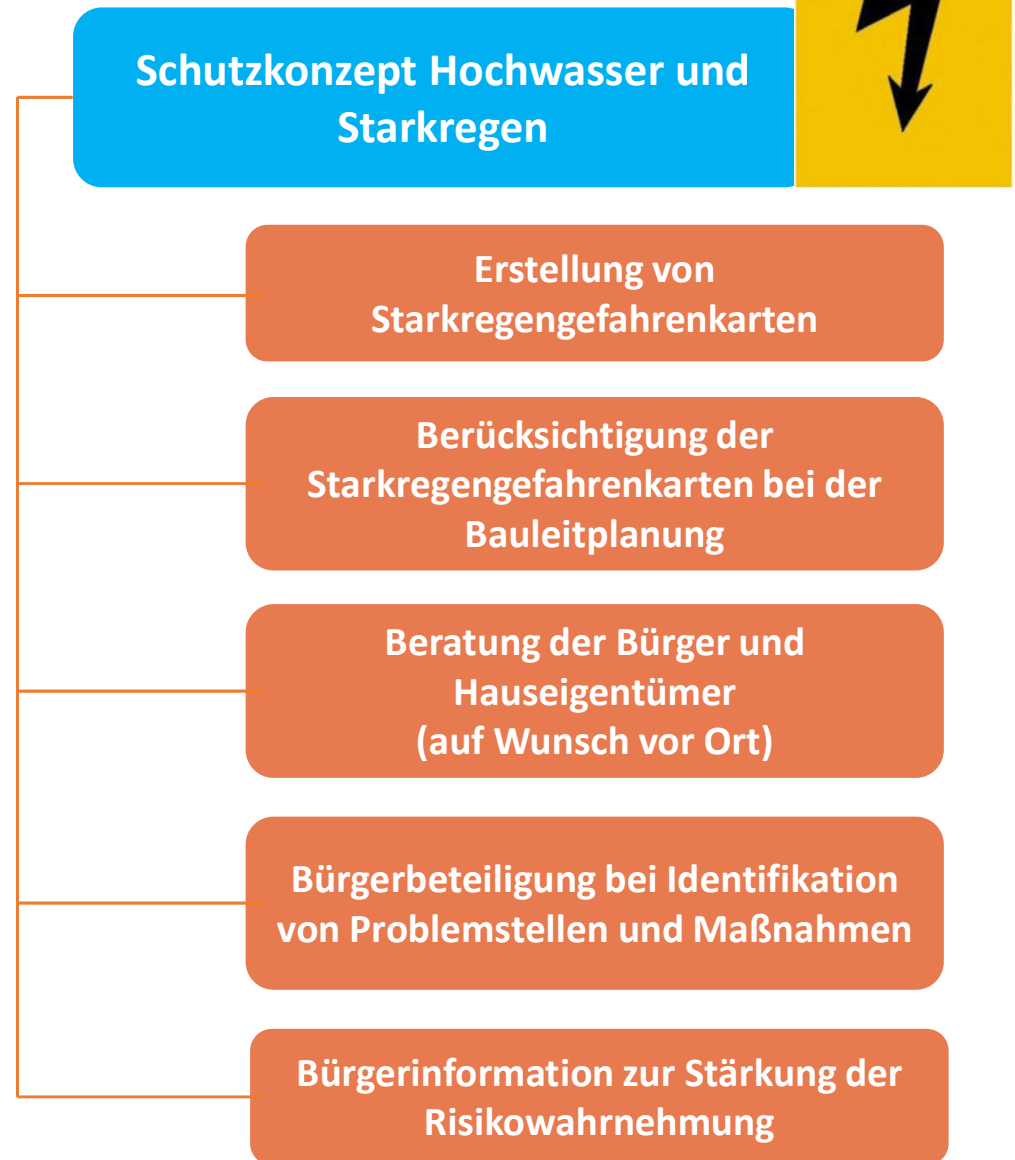 Schutzkonzept Hochwasser und
Starkregen
Erstellung von
Starkregengefahrenkarten
Berücksichtigung der
Starkregengefahrenkarten bei der
Bauleitplanung
Beratung der Bürger und
Hauseigentümer
(auf Wunsch vor Ort)
Bürgerbeteiligung bei Identifikation
von Problemstellen und Maßnahmen
Bürgerinformation zur Stärkung der
Risikowahrnehmung